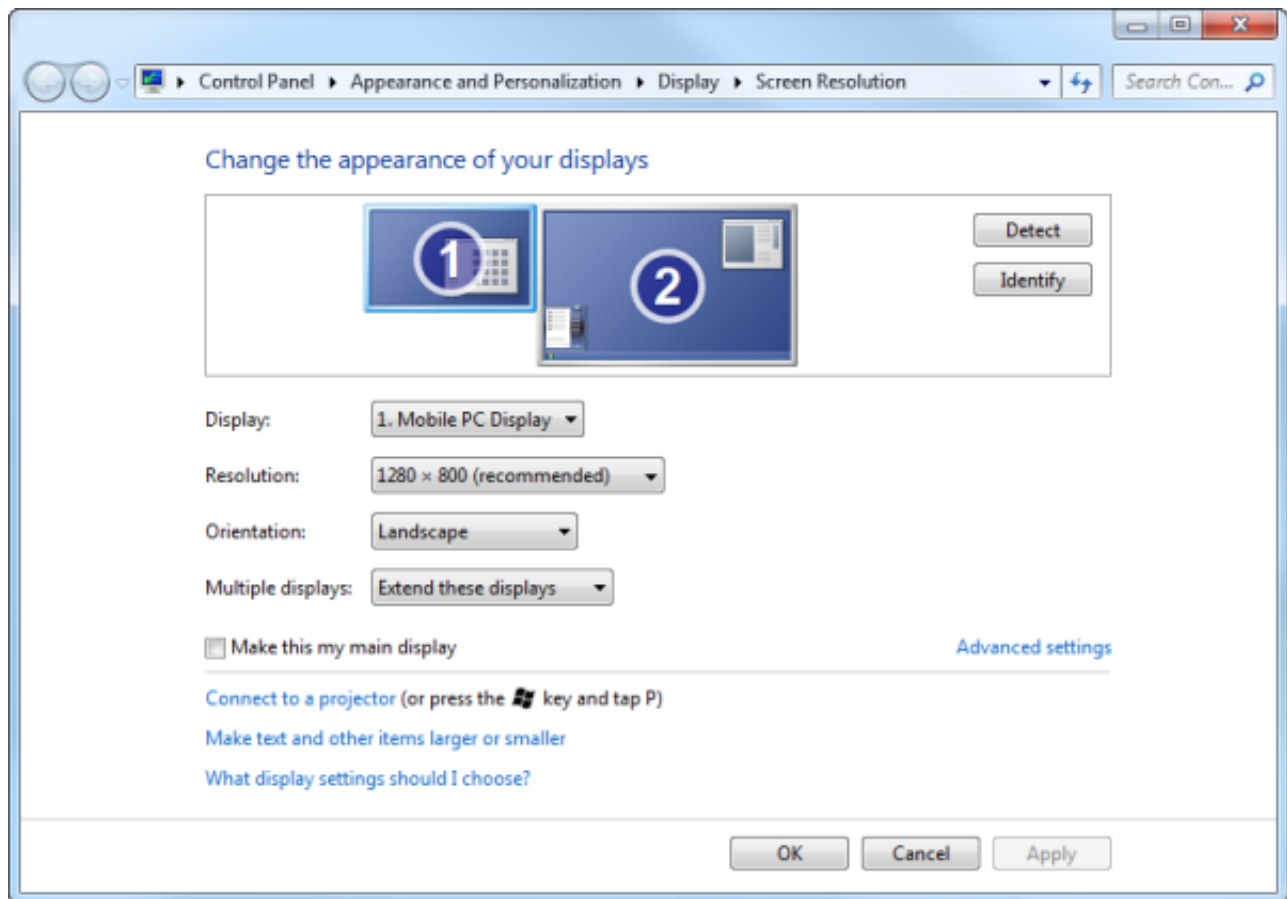 Control Panel Appearance and Personalization Display Screen Resolution Search Con...
Change the appearance of your displays
1 2
Detect
Identify
Display: 1. Mobile PC Display
Resolution: 1280 × 800 (recommended)
Orientation: Landscape
Multiple displays: Extend these displays
Make this my main display Advanced settings
Connect to a projector (or press the key and tap P)
Make text and other items larger or smaller
What display settings should I choose?
OK Cancel Apply